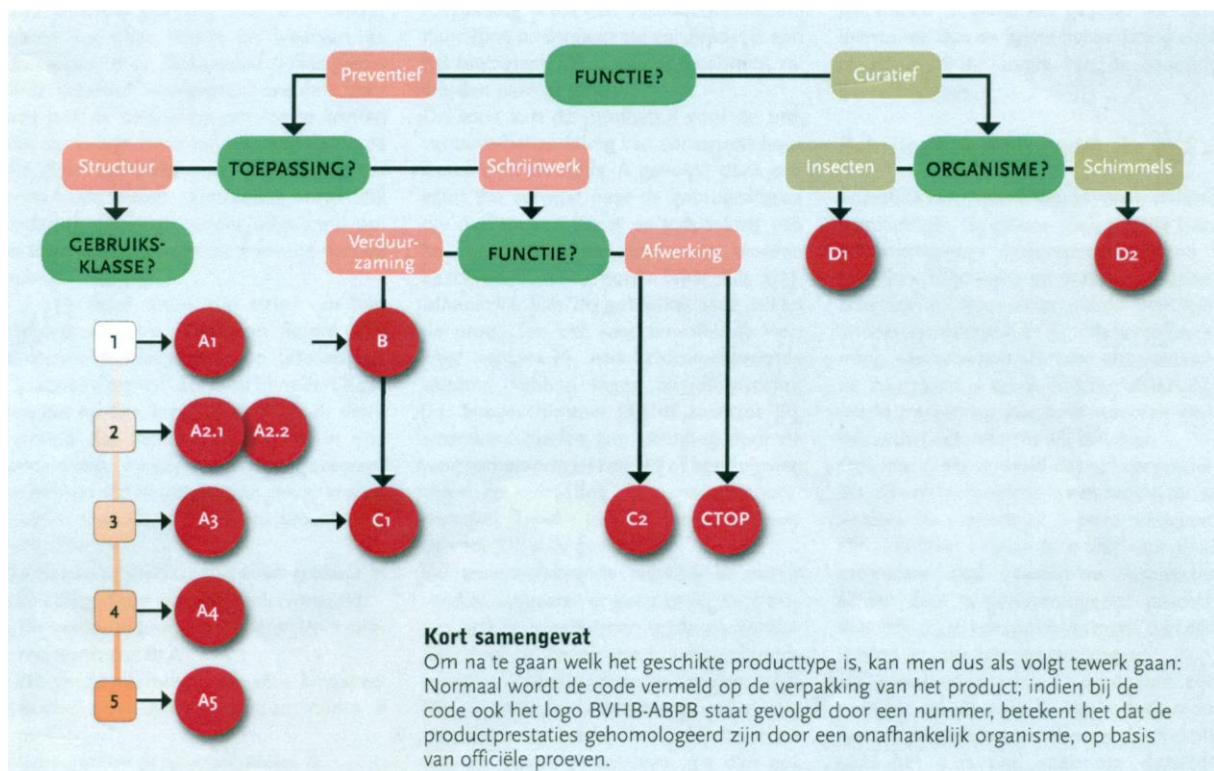 Preventief
FUNCTIE?
Curatief
Structuur
TOEPASSING?
Schrijnwerk
Insecten
ORGANISME?
Schimmels
GEBRUIKS-
KLASSE?
Verduur-
zaming
FUNCTIE?
Afwerking
D1
D2
1
A1
B
2
A2.1
A2.2
3
A3
C1
C2
CTOP
4
A4
5
A5
Kort samengevat
Om na te gaan welk het geschikte producttype is, kan men dus als volgt tewerk gaan:
Normaal wordt de code vermeld op de verpakking van het product; indien bij de
code ook het logo BVHB-ABPB staat gevolgd door een nummer, betekent het dat de
productprestaties gehomologeerd zijn door een onafhankelijk organisme, op basis
van officiële proeven.